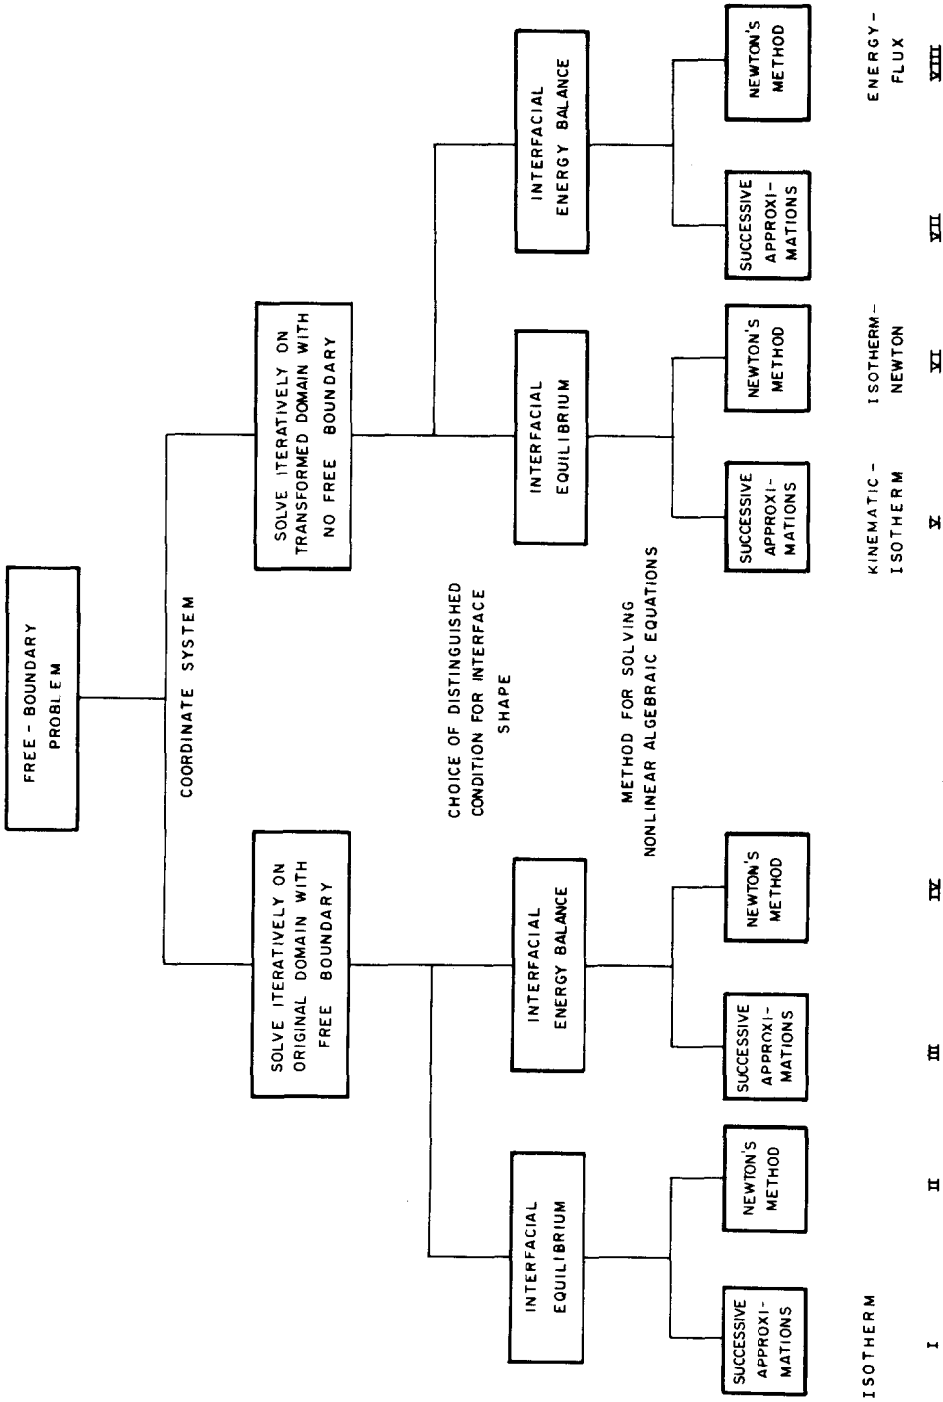 FREE-BOUNDARY
PROBLEM
COORDINATE SYSTEM
SOLVE ITERATIVELY ON
ORIGINAL DOMAIN WITH
FREE BOUNDARY
SOLVE ITERATIVELY ON
TRANSFORMED DOMAIN WITH
NO FREE BOUNDARY
CHOICE OF DISTINGUISHED
CONDITION FOR INTERFACE
SHAPE
INTERFACIAL
EQUILIBRIUM
INTERFACIAL
ENERGY BALANCE
INTERFACIAL
EQUILIBRIUM
INTERFACIAL
ENERGY BALANCE
METHOD FOR SOLVING
NONLINEAR ALGEBRAIC EQUATIONS
SUCCESSIVE
APPROXI-
MATIONS
NEWTON'S
METHOD
SUCCESSIVE
APPROXI-
MATIONS
NEWTON'S
METHOD
SUCCESSIVE
APPROXI-
MATIONS
NEWTON'S
METHOD
SUCCESSIVE
APPROXI-
MATIONS
NEWTON'S
METHOD
ISOTHERM
KINEMATIC-
ISOTHERM
ISOTHERM-
NEWTON
ENERGY-
FLUX
I
II
III
IV
V
VI
VII
VIII